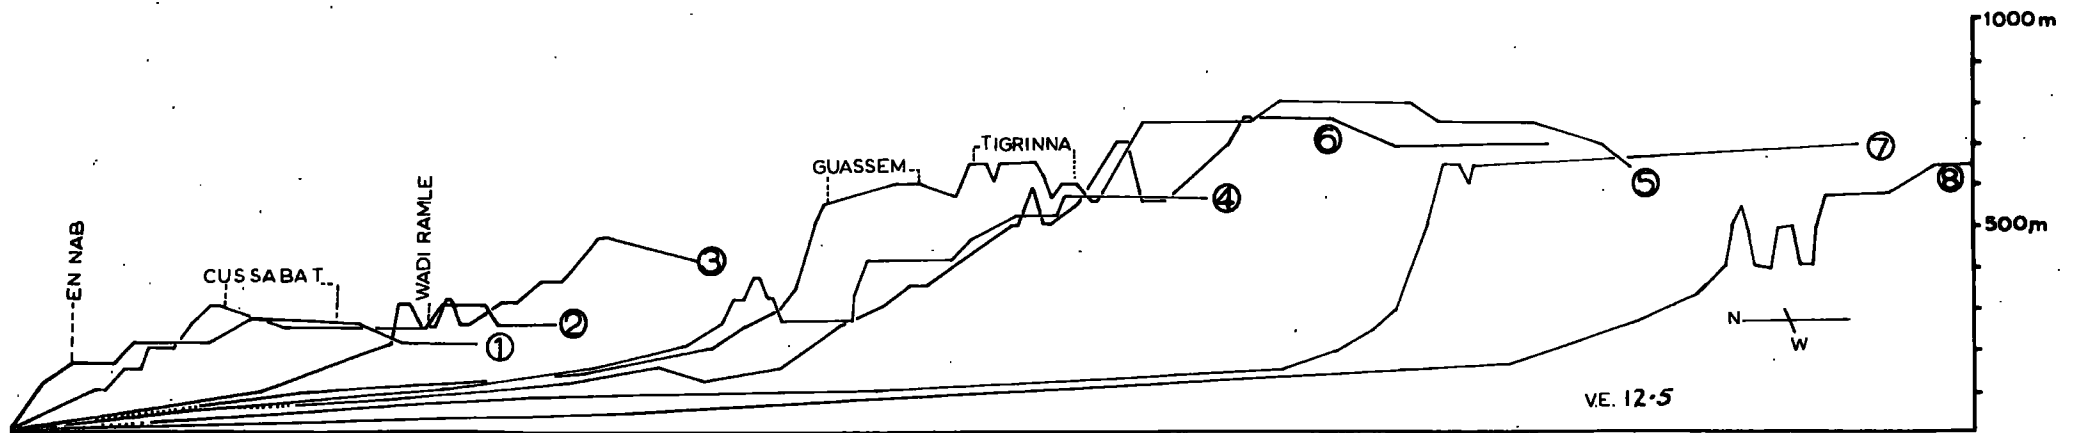 1000m
TIGRINNA
⑥
⑦
GUASSEM
⑤
⑧
WADI RAMLE
④
500m
EN NAB
CUSSABAT
③
②
①
N
W
V.E. 12·5